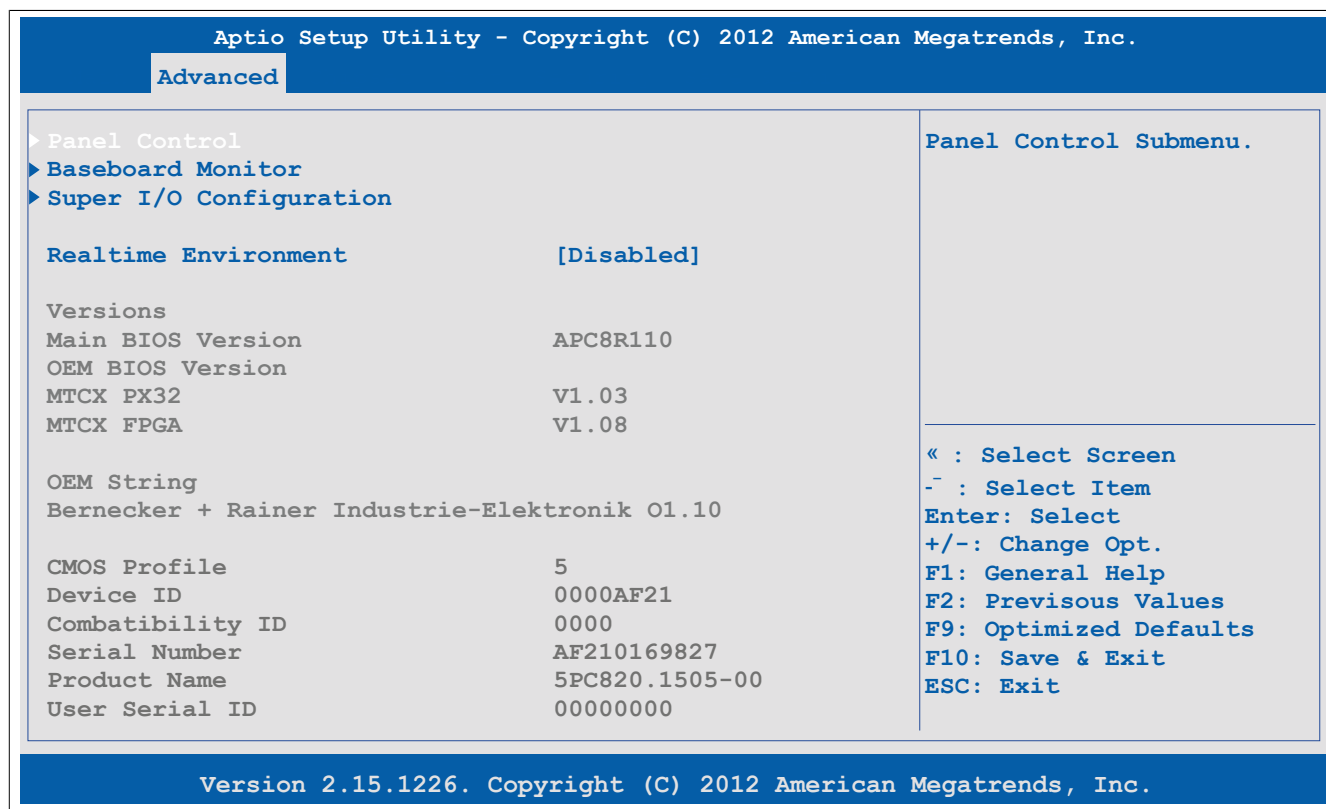 Aptio Setup Utility - Copyright (C) 2012 American Megatrends, Inc.
Advanced
Panel Control
Baseboard Monitor
Super I/O Configuration
Realtime Environment [Disabled]
Versions
Main BIOS Version APC8R110
OEM BIOS Version
MTCX PX32 V1.03
MTCX FPGA V1.08
OEM String
Bernecker + Rainer Industrie-Elektronik O1.10
CMOS Profile 5
Device ID 0000AF21
Combatibility ID 0000
Serial Number AF210169827
Product Name 5PC820.1505-00
User Serial ID 00000000
Panel Control Submenu.
« : Select Screen
-¯ : Select Item
Enter: Select
+/-: Change Opt.
F1: General Help
F2: Previsous Values
F9: Optimized Defaults
F10: Save & Exit
ESC: Exit
Version 2.15.1226. Copyright (C) 2012 American Megatrends, Inc.